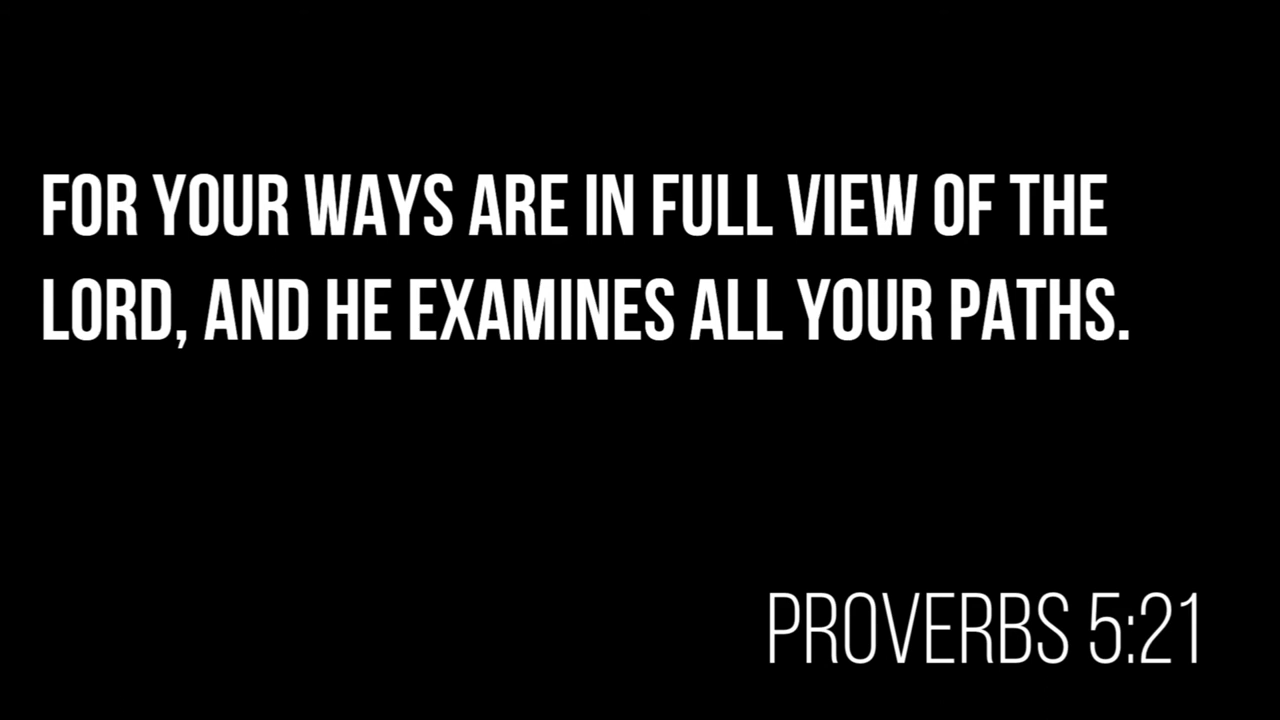 FOR YOUR WAYS ARE IN FULL VIEW OF THE
LORD, AND HE EXAMINES ALL YOUR PATHS.
PROVERBS 5:21